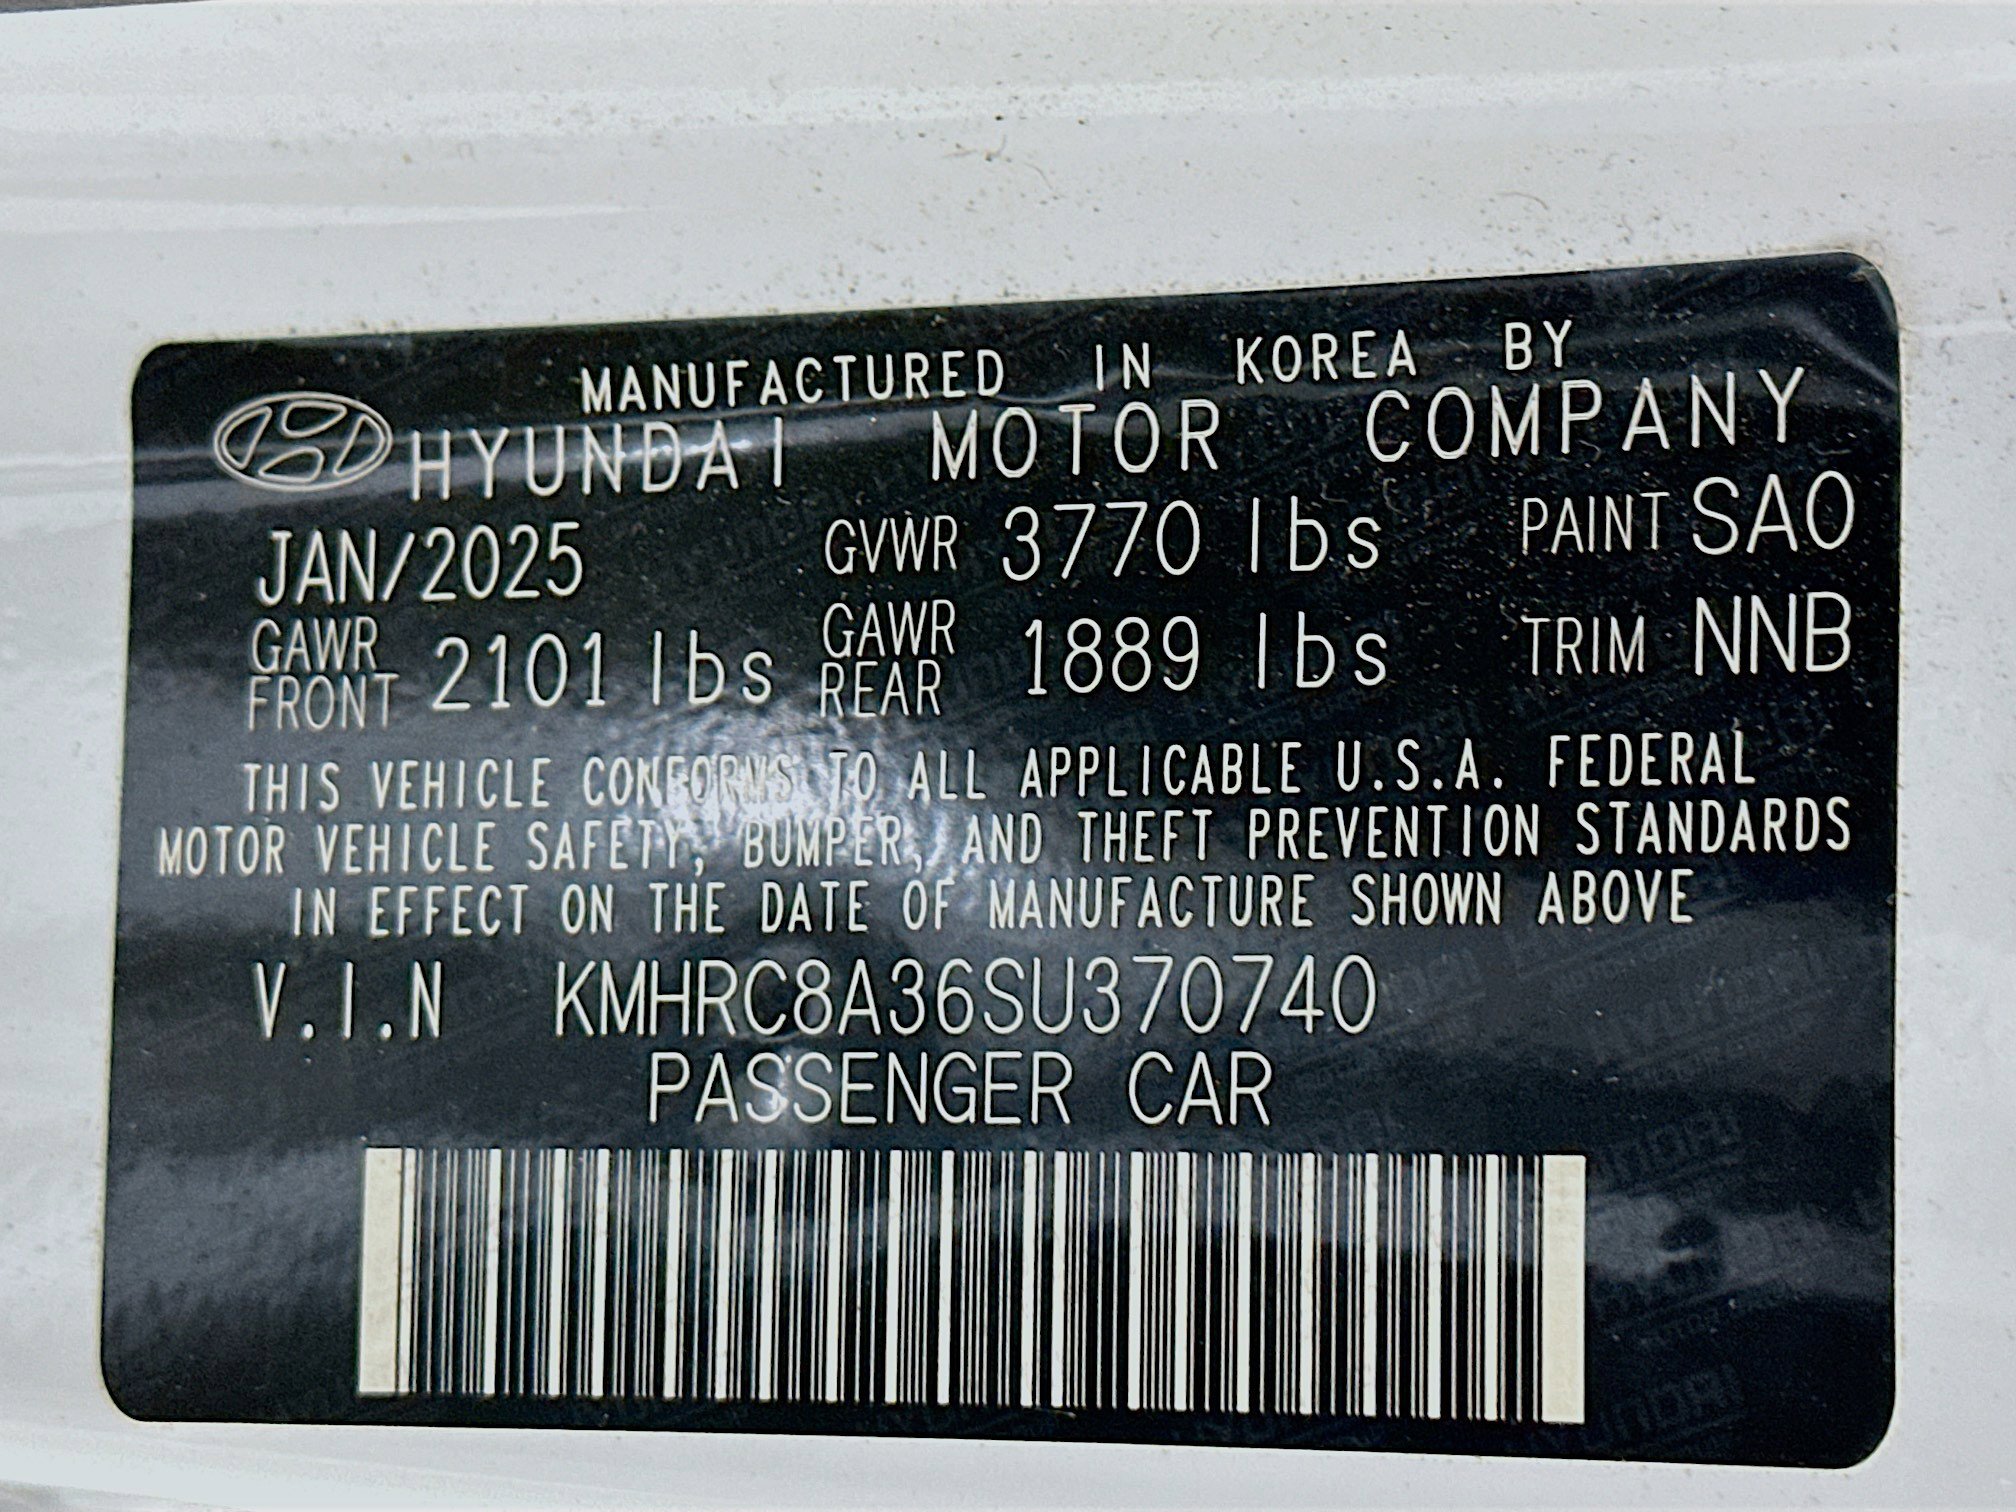 MANUFACTURED IN KOREA BY
HYUNDAI MOTOR COMPANY
JAN/2025 GVWR 3770 lbs PAINT SAO
GAWR FRONT 2101 lbs GAWR REAR 1889 lbs TRIM NNB
THIS VEHICLE CONFORMS TO ALL APPLICABLE U.S.A. FEDERAL
MOTOR VEHICLE SAFETY, BUMPER, AND THEFT PREVENTION STANDARDS
IN EFFECT ON THE DATE OF MANUFACTURE SHOWN ABOVE
V.I.N KMHRC8A36SU370740
PASSENGER CAR